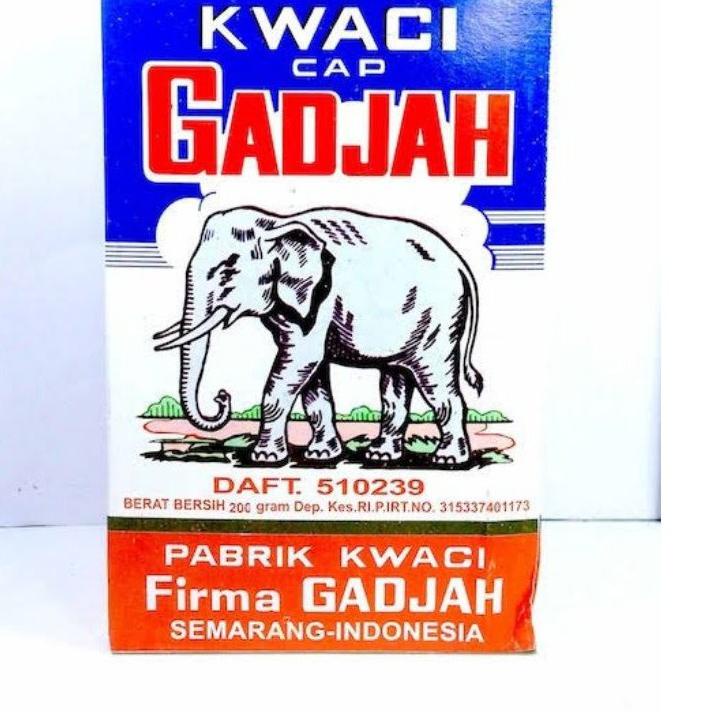 KWACI
CAP
GADJAH
DAFT. 510239
BERAT BERSIH 200 gram Dep. Kes.RI.P.IRT.NO. 315337401173
PABRIK KWACI
Firma GADJAH
SEMARANG-INDONESIA